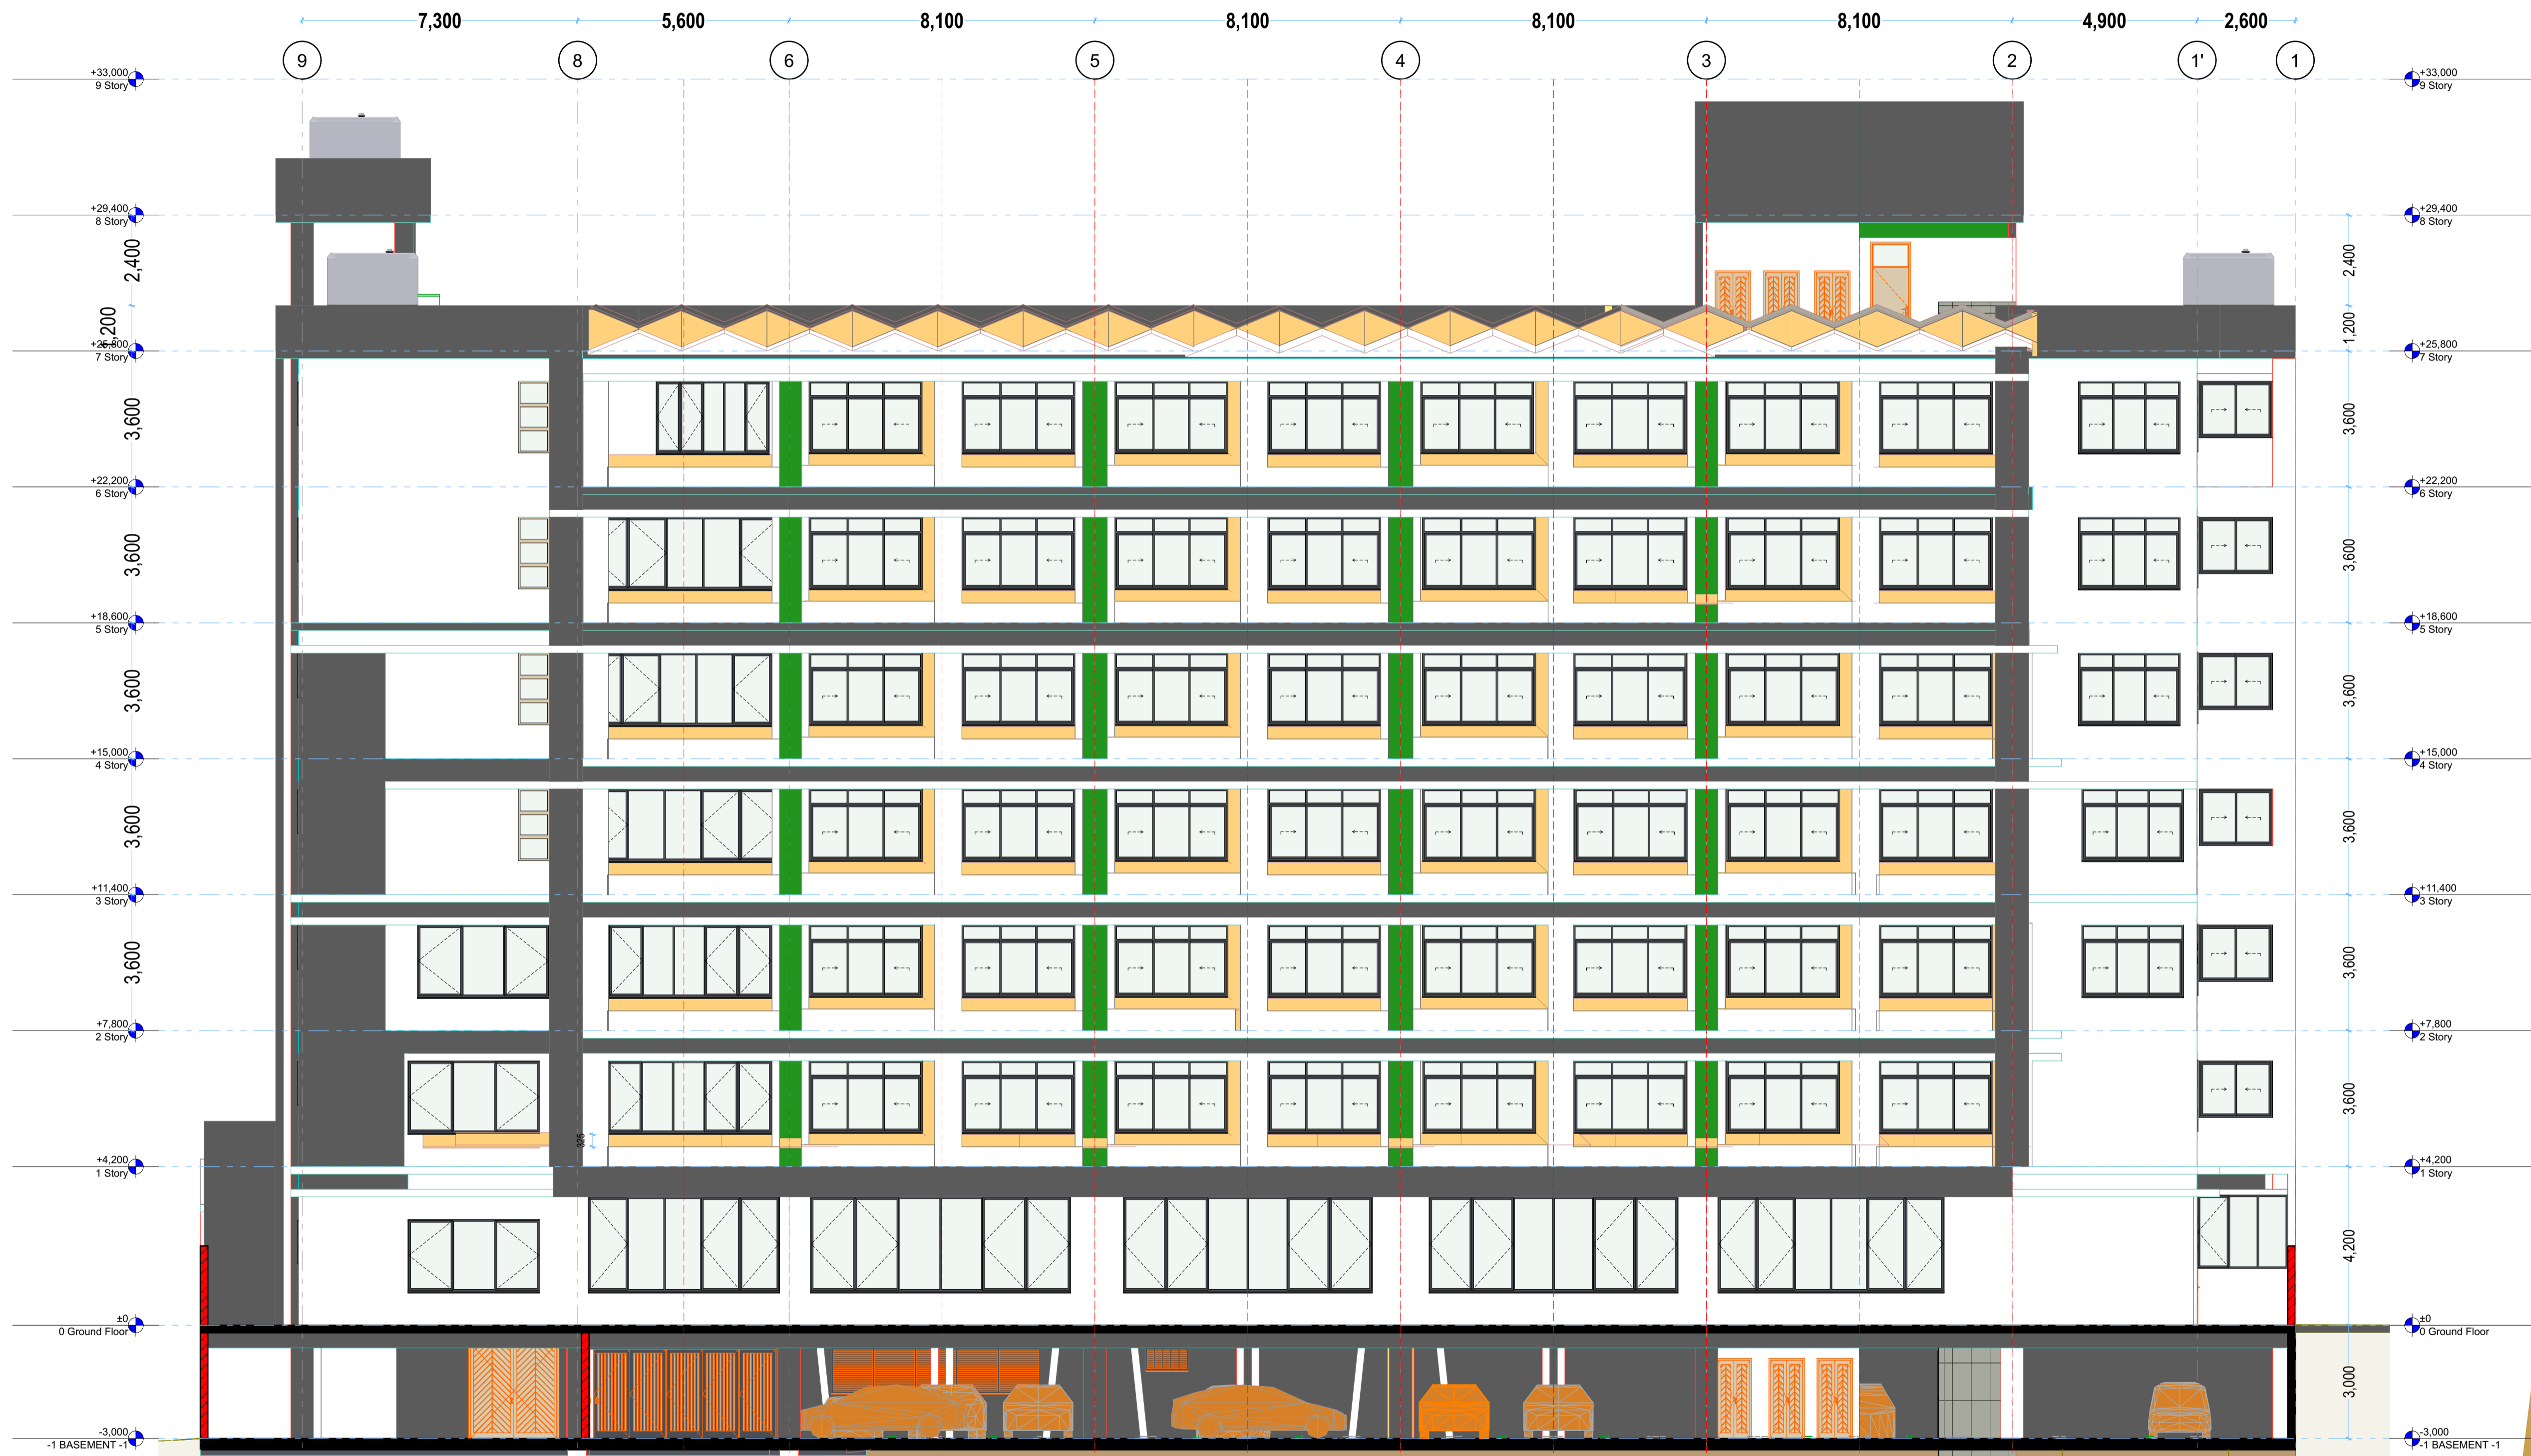 7,300 5,600 8,100 8,100 8,100 8,100 4,900 2,600
9 8 6 5 4 3 2 1' 1
+33,000 +33,000
9 Story 9 Story
+29,400 +29,400
8 Story 8 Story
2,400 2,400
1,200 1,200
+25,800 +25,800
7 Story 7 Story
3,600 3,600
+22,200 +22,200
6 Story 6 Story
3,600 3,600
+18,600 +18,600
5 Story 5 Story
3,600 3,600
+15,000 +15,000
4 Story 4 Story
3,600 3,600
+11,400 +11,400
3 Story 3 Story
3,600 3,600
+7,800 +7,800
2 Story 2 Story
325 3,600
+4,200 +4,200
1 Story 1 Story
4,200
±0 ±0
0 Ground Floor 0 Ground Floor
3,000
-3,000 -3,000
-1 BASEMENT -1 -1 BASEMENT -1